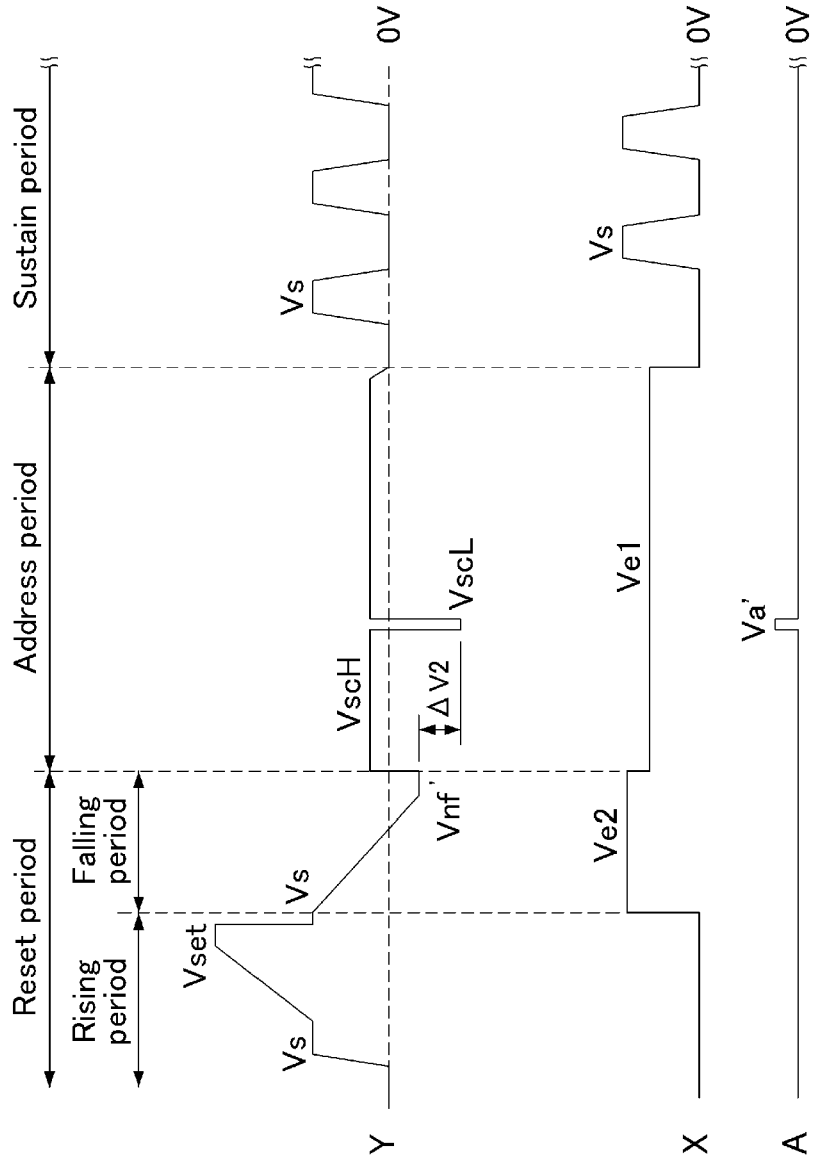 Reset period
Address period
Sustain period
Rising
period
Falling
period
Vset
Vs
Vs
VscH
Vs
Y
0V
Vnf'
ΔV2
VscL
Ve2
Ve1
Vs
X
0V
Va'
A
0V